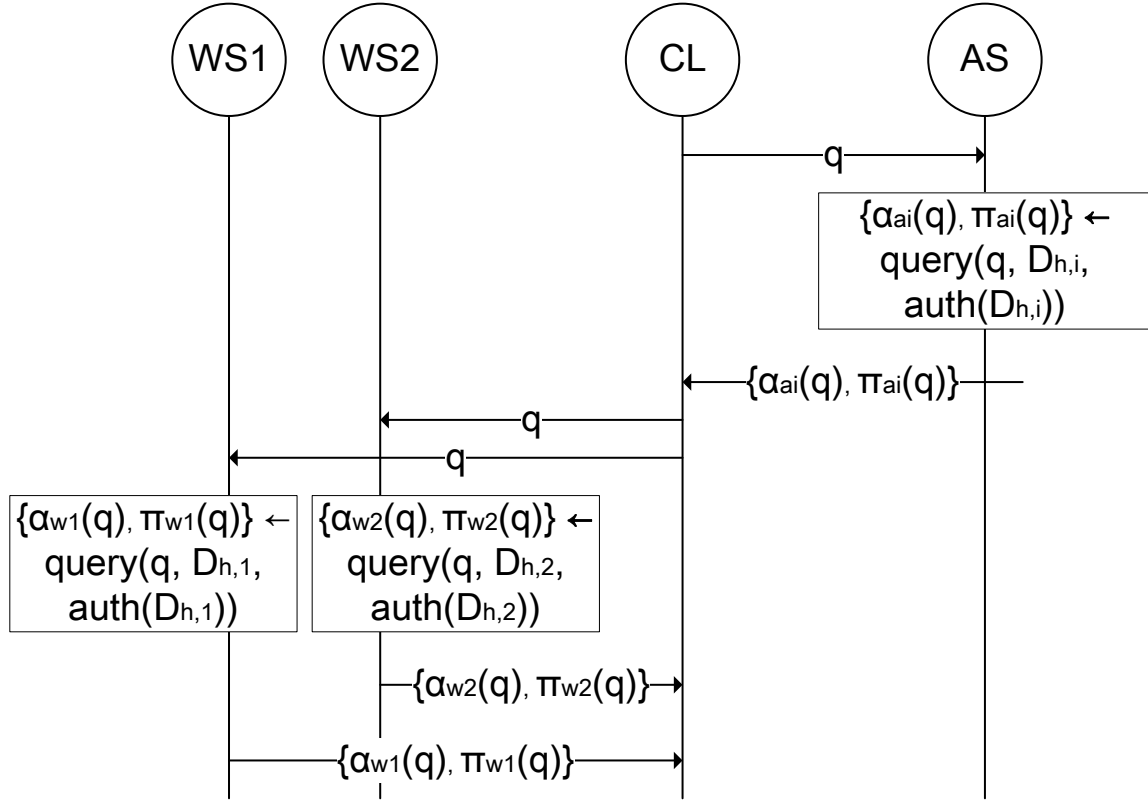 WS1 WS2 CL AS
q
{αai(q), πai(q)} ←
query(q, Dh,i,
auth(Dh,i))
{αai(q), πai(q)}
q
q
{αw1(q), πw1(q)} ←
query(q, Dh,1,
auth(Dh,1))
{αw2(q), πw2(q)} ←
query(q, Dh,2,
auth(Dh,2))
{αw2(q), πw2(q)}
{αw1(q), πw1(q)}